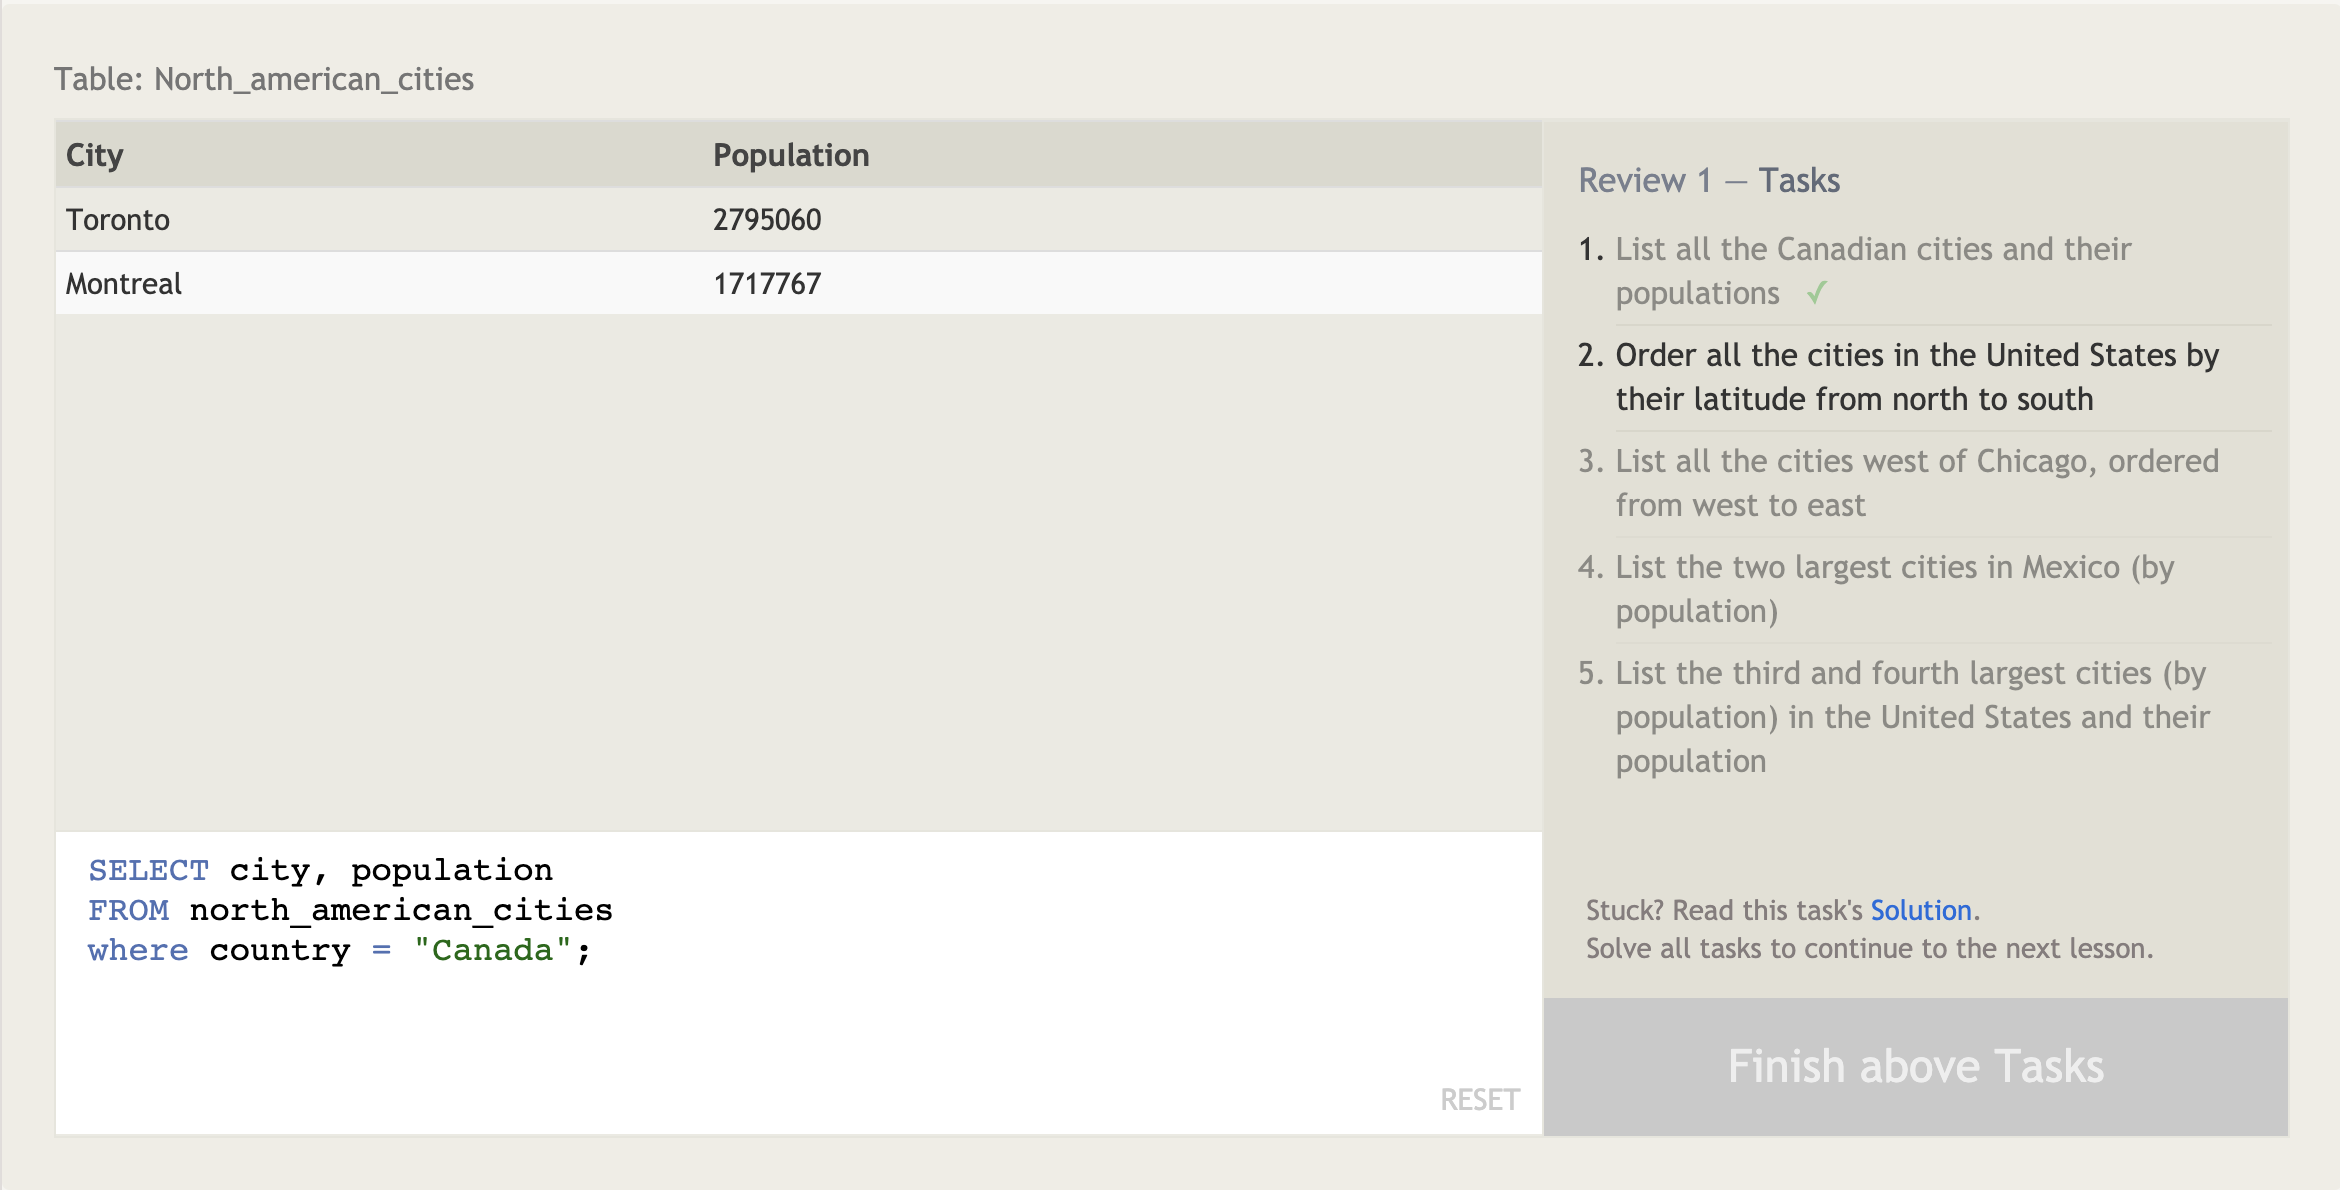 Table: North_american_cities
City Population
Toronto 2795060
Montreal 1717767
SELECT city, population
FROM north_american_cities
where country = "Canada";
RESET
Review 1 — Tasks
1. List all the Canadian cities and their
populations ✓
2. Order all the cities in the United States by
their latitude from north to south
3. List all the cities west of Chicago, ordered
from west to east
4. List the two largest cities in Mexico (by
population)
5. List the third and fourth largest cities (by
population) in the United States and their
population
Stuck? Read this task's Solution.
Solve all tasks to continue to the next lesson.
Finish above Tasks